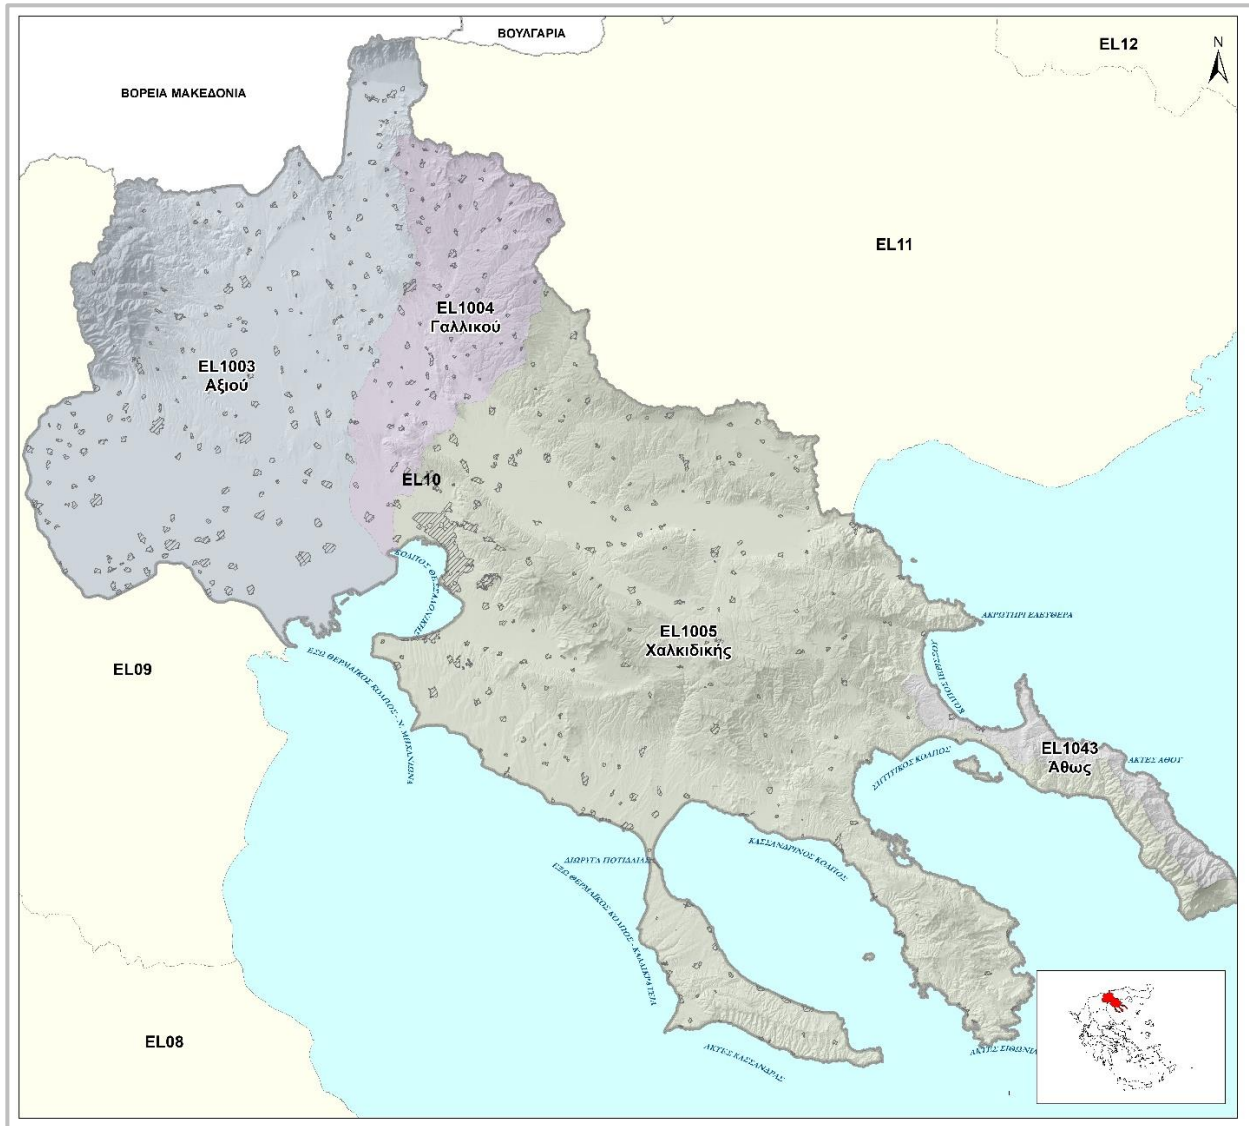 ΒΟΥΛΓΑΡΙΑ
EL12
N
ΒΟΡΕΙΑ ΜΑΚΕΔΟΝΙΑ
EL11
EL1004
Γαλλικού
EL1003
Αξιού
EL10
ΚΟΛΠΟΣ ΘΕΣΣΑΛΟΝΙΚΗΣ
ΑΚΡΩΤΗΡΙ ΕΛΕΥΘΕΡΑ
EL1005
Χαλκιδικής
ΚΟΛΠΟΣ ΙΕΡΙΣΣΟΥ
EL09
ΕΣΩ ΘΕΡΜΑΪΚΟΣ ΚΟΛΠΟΣ - Ν. ΜΗΧΑΝΙΩΝΑ
EL1043
Άθως
ΑΚΤΕΣ ΑΘΟΥ
ΣΙΓΓΙΤΙΚΟΣ ΚΟΛΠΟΣ
ΚΑΣΣΑΝΔΡΙΝΟΣ ΚΟΛΠΟΣ
ΔΙΩΡΥΓΑ ΠΟΤΙΔΑΙΑΣ
ΕΞΩ ΘΕΡΜΑΪΚΟΣ ΚΟΛΠΟΣ - ΚΑΛΛΙΚΡΑΤΕΙΑ
EL08
ΑΚΤΕΣ ΚΑΣΣΑΝΔΡΑΣ
ΑΚΤΕΣ ΣΙΘΩΝΙΑ